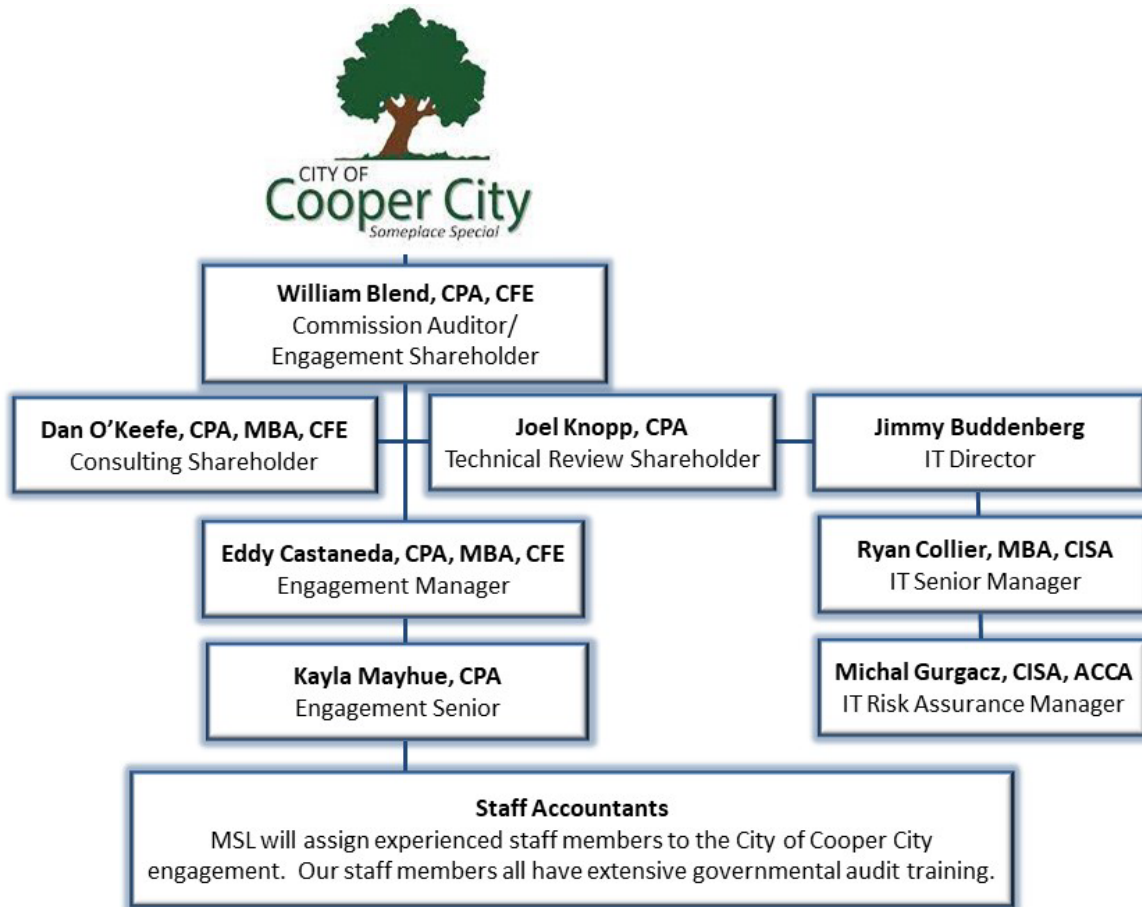 CITY OF
Cooper City
Someplace Special
William Blend, CPA, CFE
Commission Auditor/
Engagement Shareholder
Dan O’Keefe, CPA, MBA, CFE
Consulting Shareholder
Joel Knopp, CPA
Technical Review Shareholder
Jimmy Buddenberg
IT Director
Eddy Castaneda, CPA, MBA, CFE
Engagement Manager
Ryan Collier, MBA, CISA
IT Senior Manager
Kayla Mayhue, CPA
Engagement Senior
Michal Gurgacz, CISA, ACCA
IT Risk Assurance Manager
Staff Accountants
MSL will assign experienced staff members to the City of Cooper City
engagement.  Our staff members all have extensive governmental audit training.